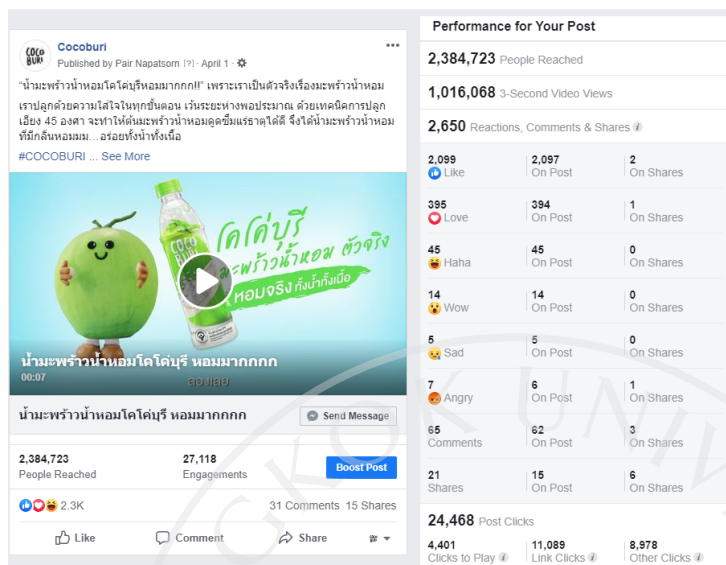 Cocoburi
Published by Pair Napatsorn [?] · April 1 ·
"น้ำมะพร้าวน้ำหอมโคโค่บุรีหอมมากกก!!" เพราะเราเป็นตัวจริงเรื่องมะพร้าวน้ำหอม
เราปลูกด้วยความใส่ใจในทุกขั้นตอน เว้นระยะห่างพอประมาณ ด้วยเทคนิคการปลูก
เอียง 45 องศา จะทำให้ต้นมะพร้าวน้ำหอมดูดซึมแร่ธาตุได้ดี จึงได้น้ำมะพร้าวน้ำหอม
ที่มีกลิ่นหอมมม...อร่อยทั้งน้ำทั้งเนื้อ
#COCOBURI ... See More
COCO BURI
โคโค่บุรี
มะพร้าวน้ำหอม ตัวจริง
หอมจริง ทั้งน้ำทั้งเนื้อ
น้ำมะพร้าวน้ำหอมโคโค่บุรี หอมมากกกก
00:07
ลองเลย
น้ำมะพร้าวน้ำหอมโคโค่บุรี หอมมากกกก
Send Message
2,384,723
People Reached
27,118
Engagements
Boost Post
2.3K
31 Comments 15 Shares
Like Comment Share
Performance for Your Post
2,384,723 People Reached
1,016,068 3-Second Video Views
2,650 Reactions, Comments & Shares
2,099 2,097 2
Like On Post On Shares
395 394 1
Love On Post On Shares
45 45 0
Haha On Post On Shares
14 14 0
Wow On Post On Shares
5 5 0
Sad On Post On Shares
7 6 1
Angry On Post On Shares
65 62 3
Comments On Post On Shares
21 15 6
Shares On Post On Shares
24,468 Post Clicks
4,401 11,089 8,978
Clicks to Play Link Clicks Other Clicks
GKOK UNIV